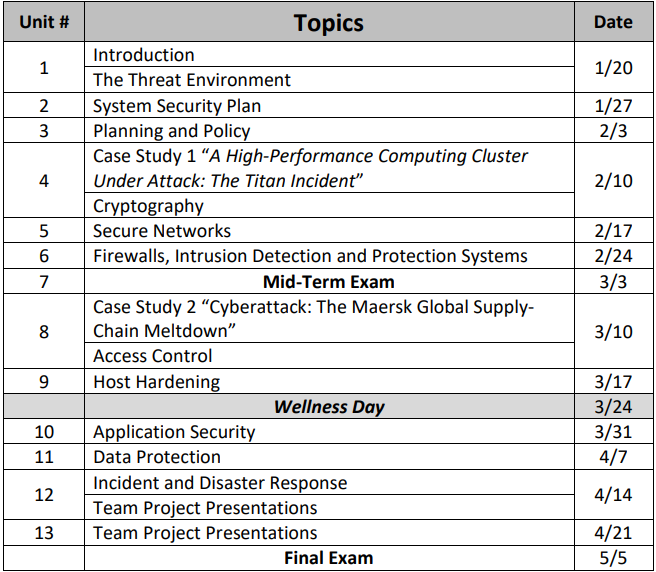 Unit # Topics Date
1 Introduction 1/20
The Threat Environment
2 System Security Plan 1/27
3 Planning and Policy 2/3
4 Case Study 1 “A High-Performance Computing Cluster 2/10
Under Attack: The Titan Incident”
Cryptography
5 Secure Networks 2/17
6 Firewalls, Intrusion Detection and Protection Systems 2/24
7 Mid-Term Exam 3/3
8 Case Study 2 “Cyberattack: The Maersk Global Supply- 3/10
Chain Meltdown”
Access Control
9 Host Hardening 3/17
Wellness Day 3/24
10 Application Security 3/31
11 Data Protection 4/7
12 Incident and Disaster Response 4/14
Team Project Presentations
13 Team Project Presentations 4/21
Final Exam 5/5